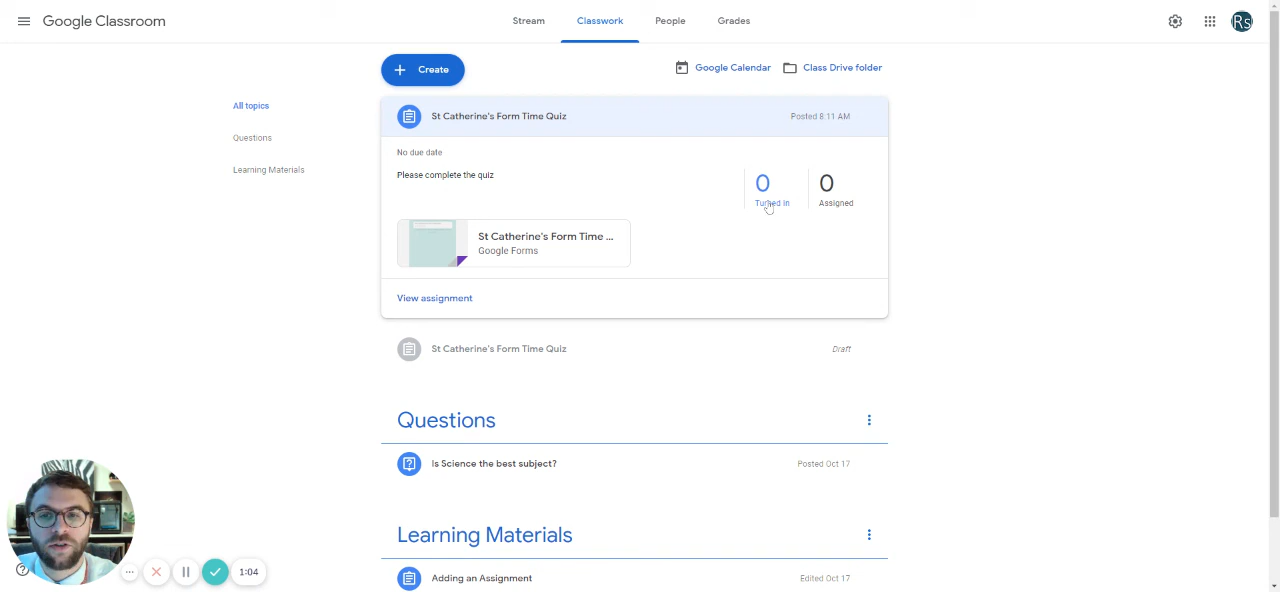 Google Classroom
Stream
Classwork
People
Grades
Rs
Create
Google Calendar
Class Drive folder
All topics
Questions
Learning Materials
St Catherine's Form Time Quiz
Posted 8:11 AM
No due date
Please complete the quiz
0
Turned in
0
Assigned
St Catherine's Form Time ...
Google Forms
View assignment
St Catherine's Form Time Quiz
Draft
Questions
Is Science the best subject?
Posted Oct 17
Learning Materials
Adding an Assignment
Edited Oct 17
1:04